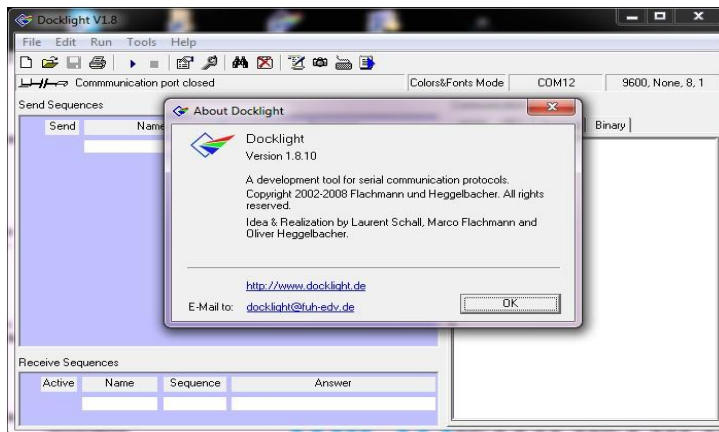 Docklight V1.8
File Edit Run Tools Help
Commmunication port closed
Colors&Fonts Mode COM12 9600, None, 8, 1
Send Sequences
Send Name
Binary
About Docklight
Docklight
Version 1.8.10
A development tool for serial communication protocols.
Copyright 2002-2008 Flachmann und Heggelbacher. All rights
reserved.
Idea & Realization by Laurent Schall, Marco Flachmann and
Oliver Heggelbacher.
http://www.docklight.de
E-Mail to: docklight@fuh-edv.de
OK
Receive Sequences
Active Name Sequence Answer